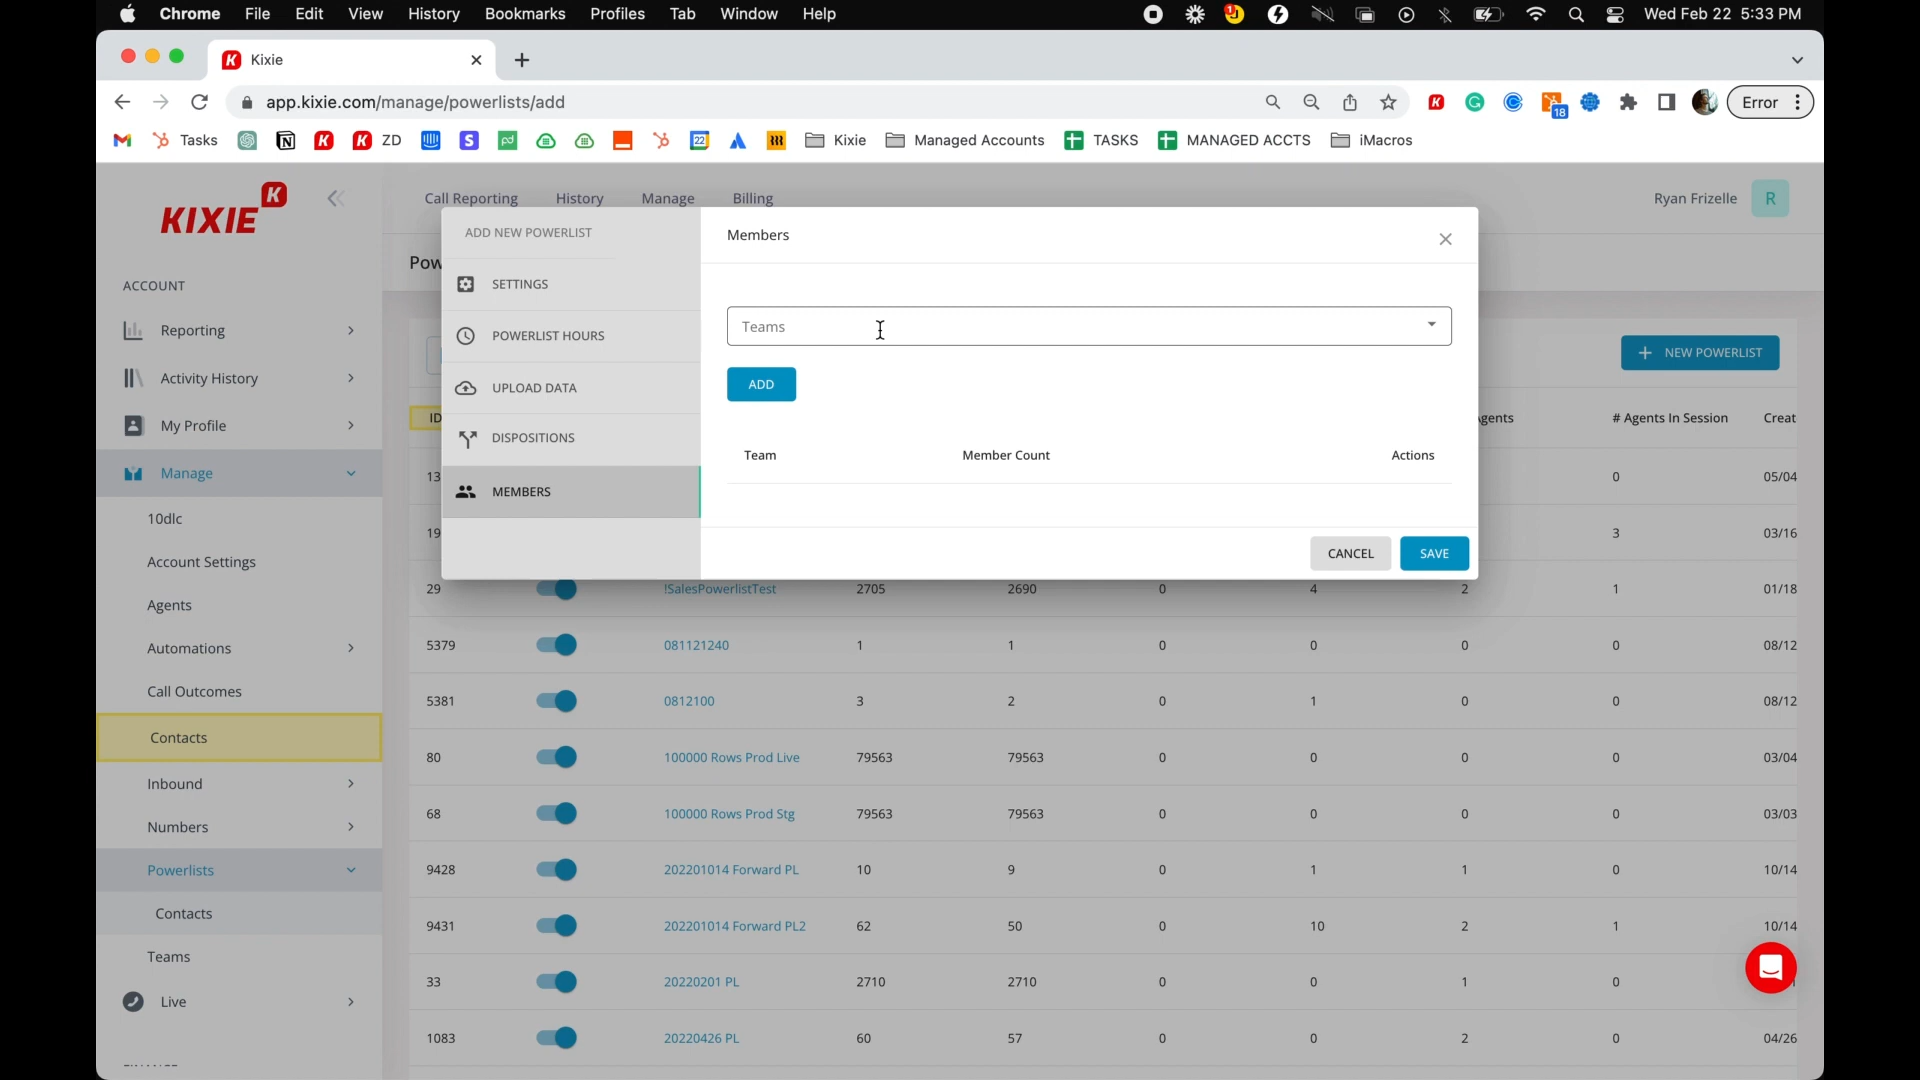 Chrome File Edit View History Bookmarks Profiles Tab Window Help 1 Wed Feb 22 5:33 PM
K Kixie
app.kixie.com/manage/powerlists/add K 18 Error
Tasks K K ZD S pd 22 Kixie Managed Accounts TASKS MANAGED ACCTS iMacros
KIXIE K
Call Reporting History Manage Billing
Ryan Frizelle R
ACCOUNT
Reporting
Activity History
My Profile
Manage
10dlc
Account Settings
Agents
Automations
Call Outcomes
Contacts
Inbound
Numbers
Powerlists
Contacts
Teams
Live
Pow
ADD NEW POWERLIST
SETTINGS
POWERLIST HOURS
UPLOAD DATA
DISPOSITIONS
MEMBERS
Members
Teams
ADD
Team Member Count Actions
CANCEL SAVE
NEW POWERLIST
ID gents # Agents In Session Creat
13 0 05/04
19 3 03/16
29 !SalesPowerlistTest 2705 2690 0 4 2 1 01/18
5379 081121240 1 1 0 0 0 0 08/12
5381 0812100 3 2 0 1 0 0 08/12
80 100000 Rows Prod Live 79563 79563 0 0 0 0 03/04
68 100000 Rows Prod Stg 79563 79563 0 0 0 0 03/03
9428 202201014 Forward PL 10 9 0 1 1 0 10/14
9431 202201014 Forward PL2 62 50 0 10 2 1 10/14
33 20220201 PL 2710 2710 0 0 1 0
1083 20220426 PL 60 57 0 0 2 0 04/26